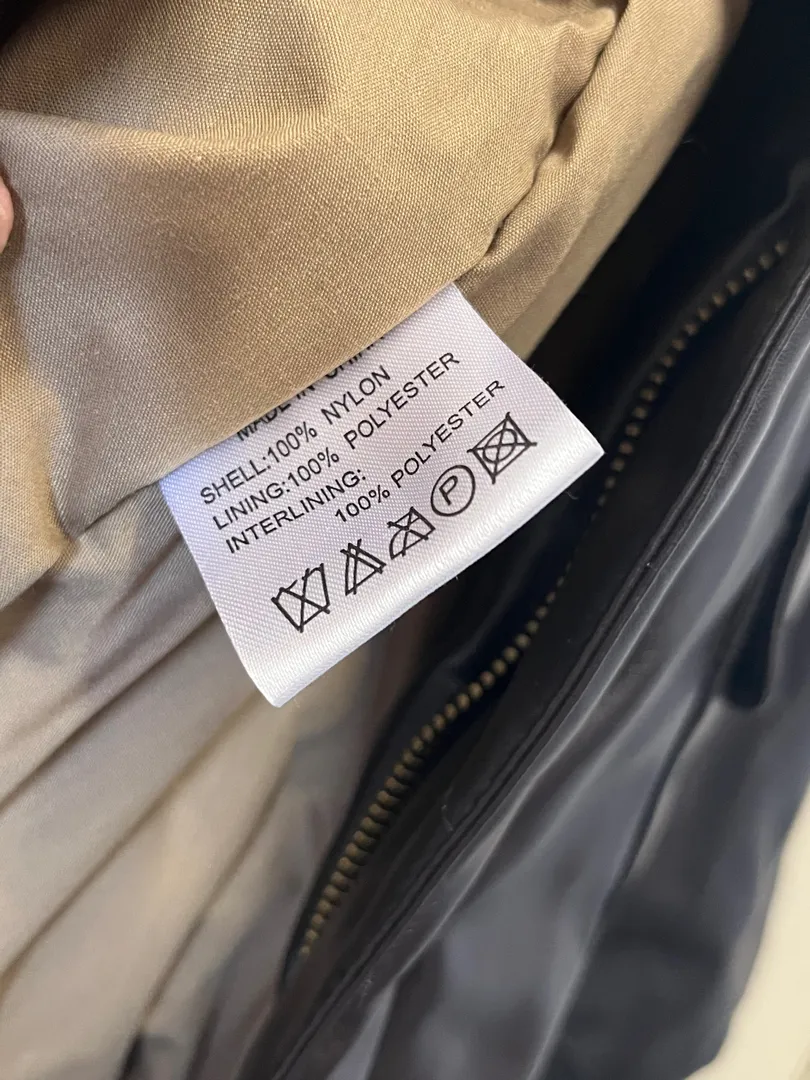 MADE IN
SHELL:100% NYLON
LINING:100% POLYESTER
INTERLINING:
100% POLYESTER
P